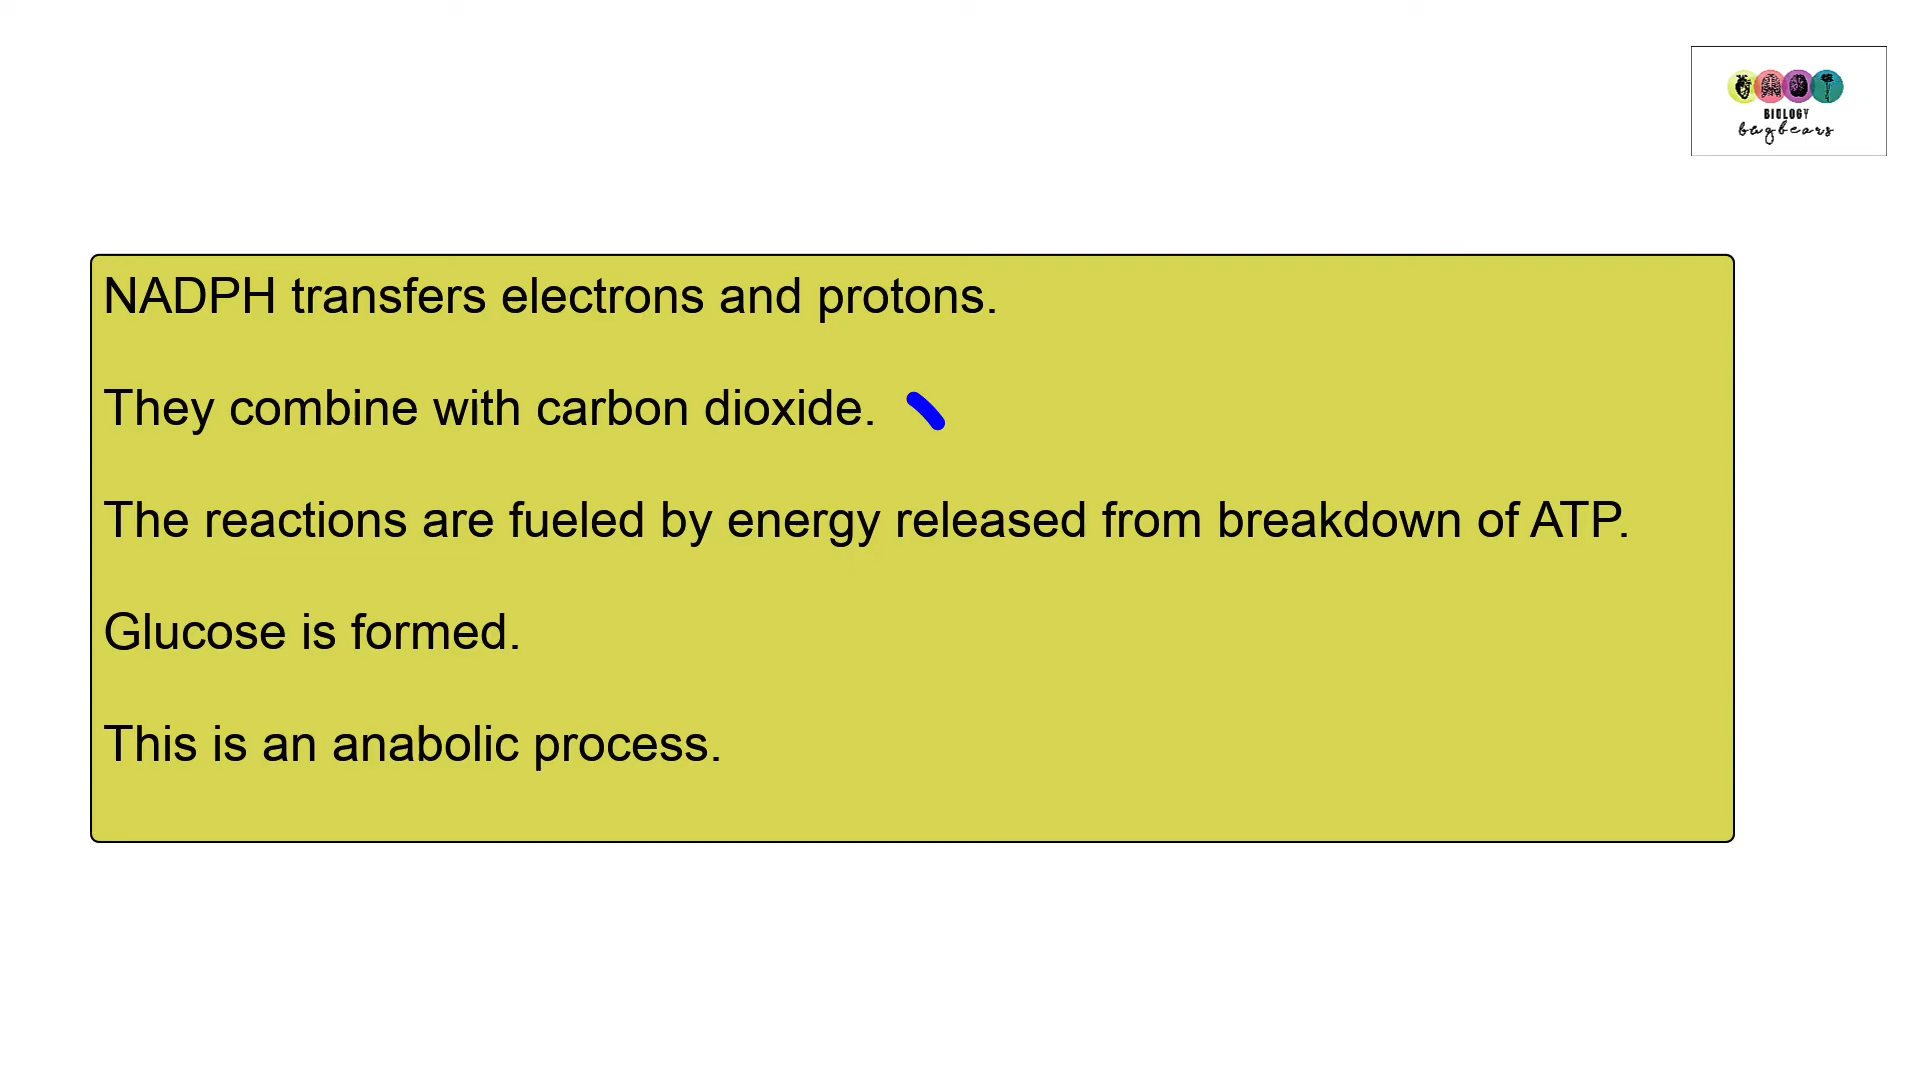 BIOLOGY
bugbears
NADPH transfers electrons and protons.
They combine with carbon dioxide.
The reactions are fueled by energy released from breakdown of ATP.
Glucose is formed.
This is an anabolic process.